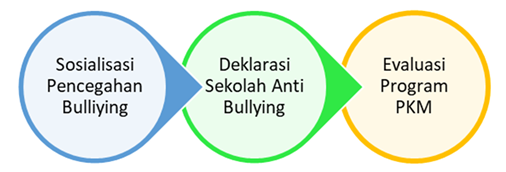 Sosialisasi
Pencegahan
Bulliying
Deklarasi
Sekolah Anti
Bullying
Evaluasi
Program
PKM